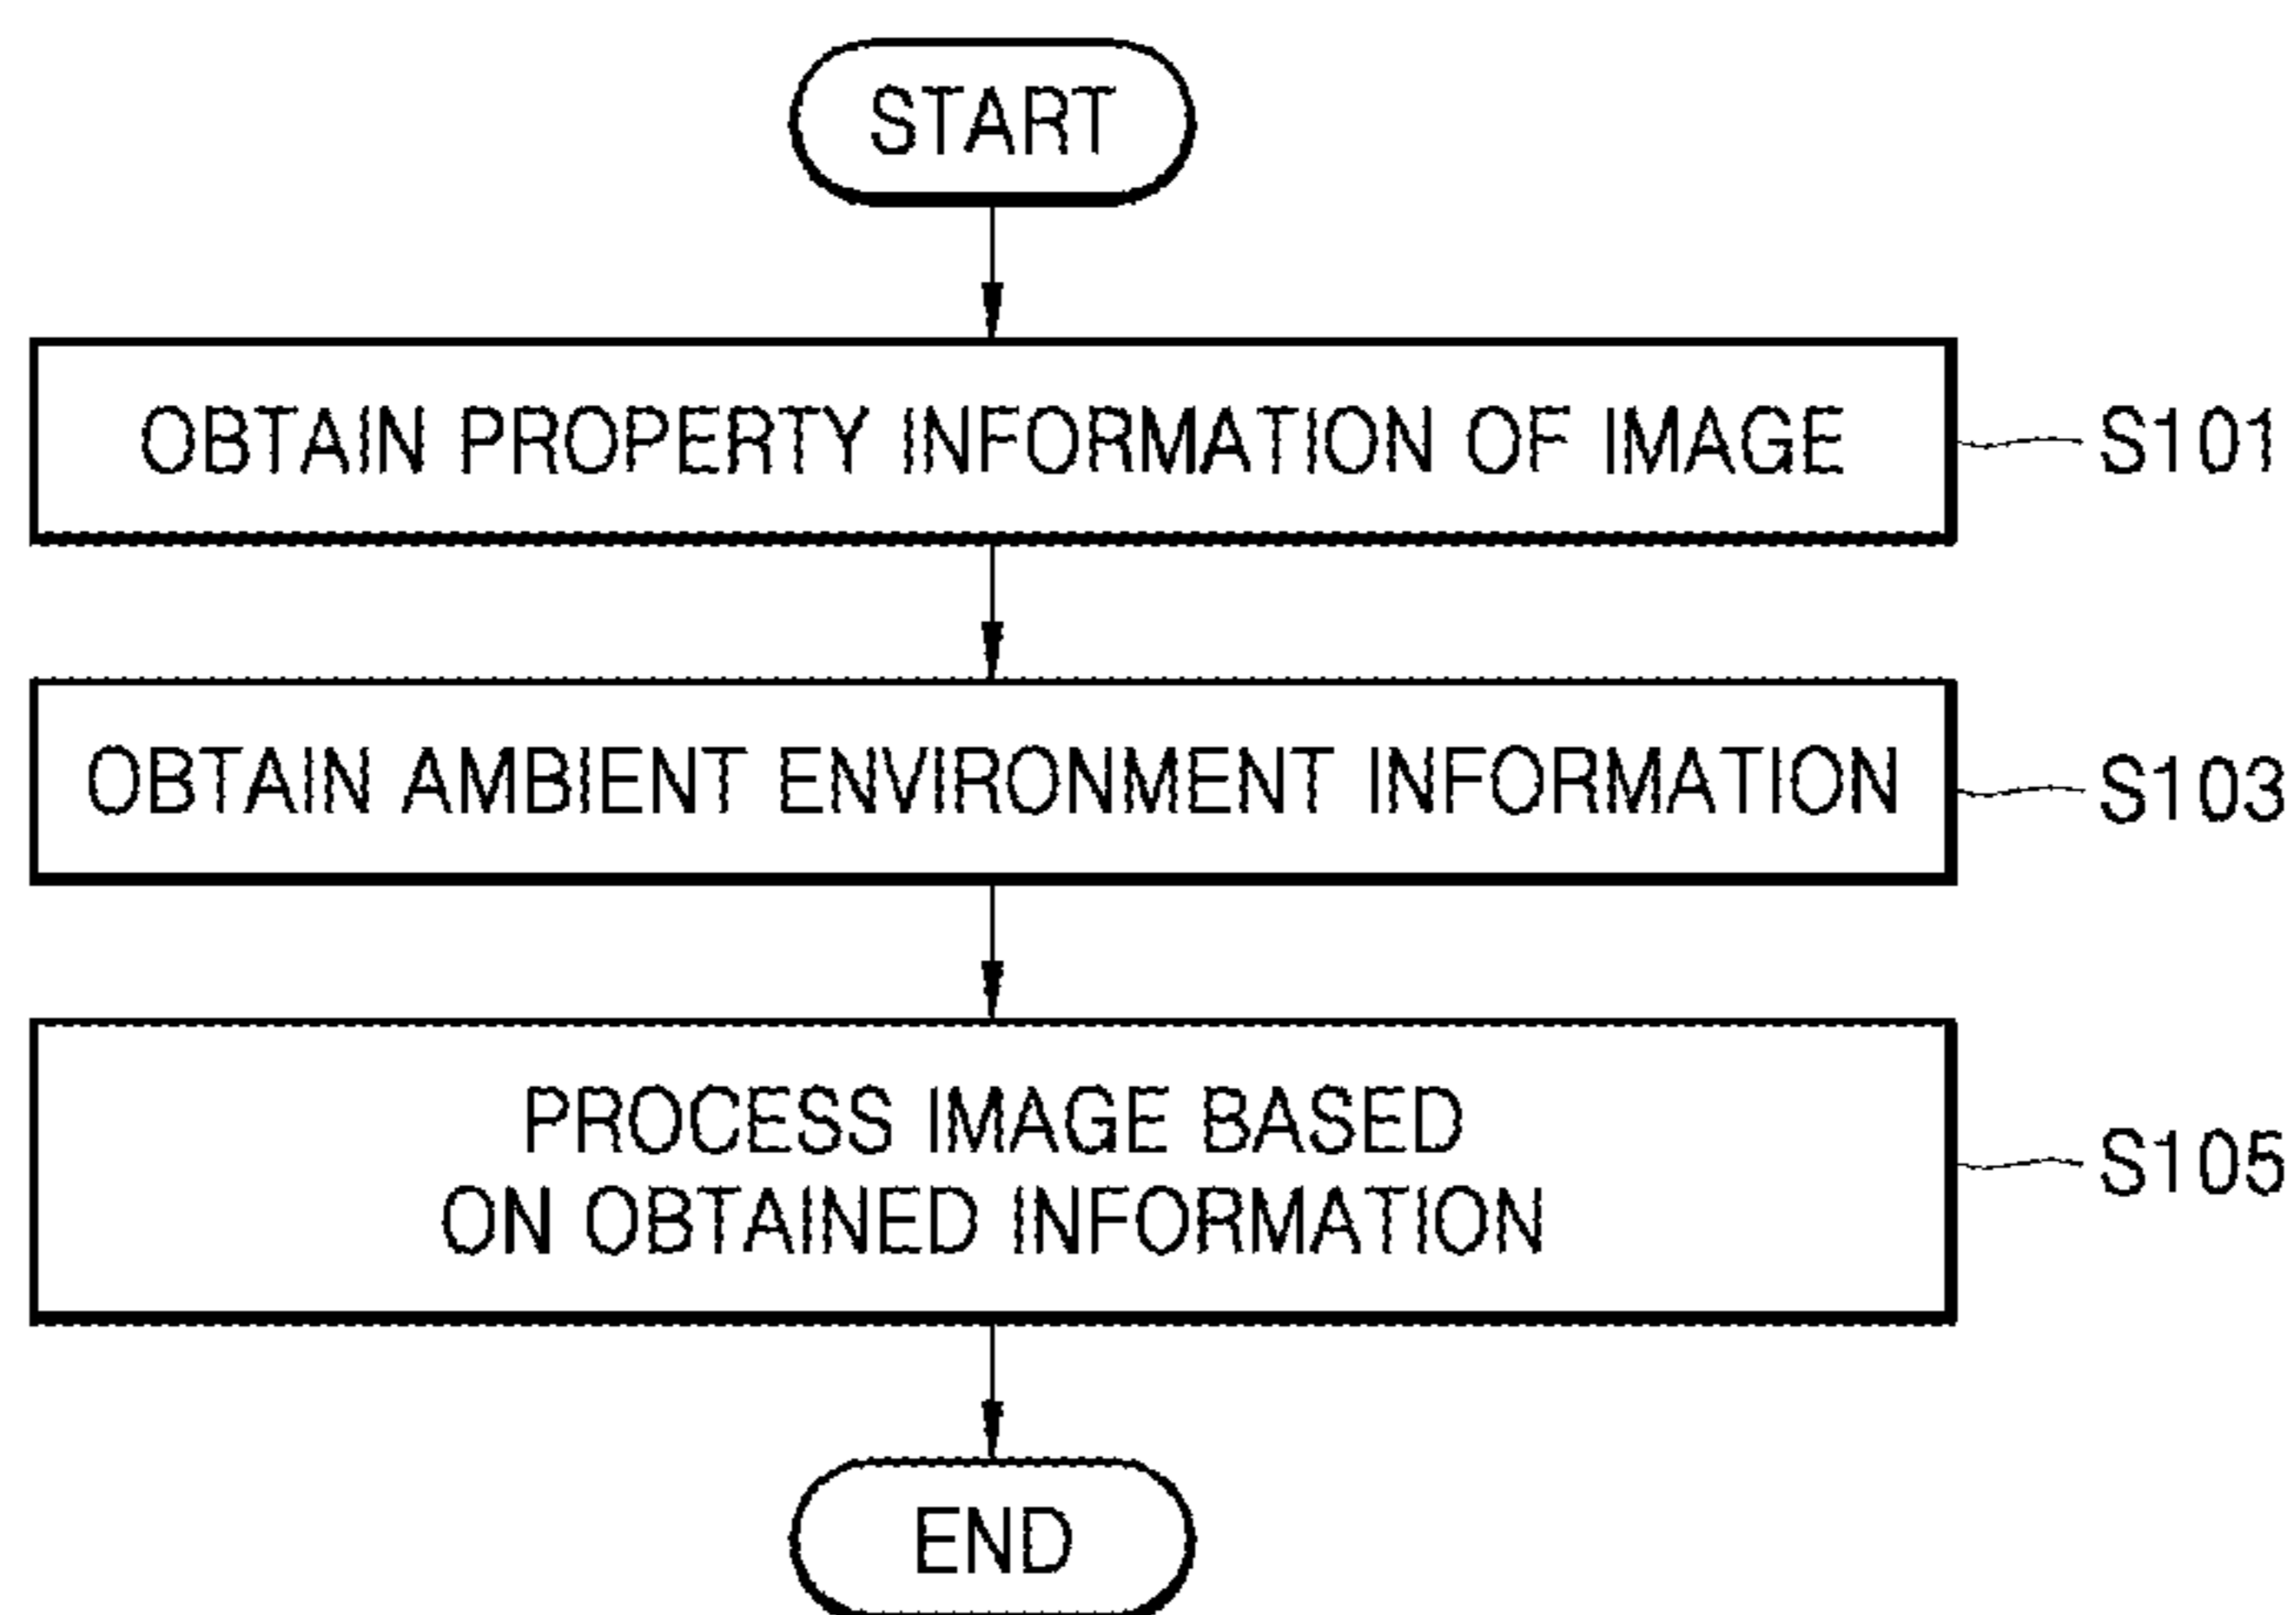 START
OBTAIN PROPERTY INFORMATION OF IMAGE
S101
OBTAIN AMBIENT ENVIRONMENT INFORMATION
S103
PROCESS IMAGE BASED
ON OBTAINED INFORMATION
S105
END